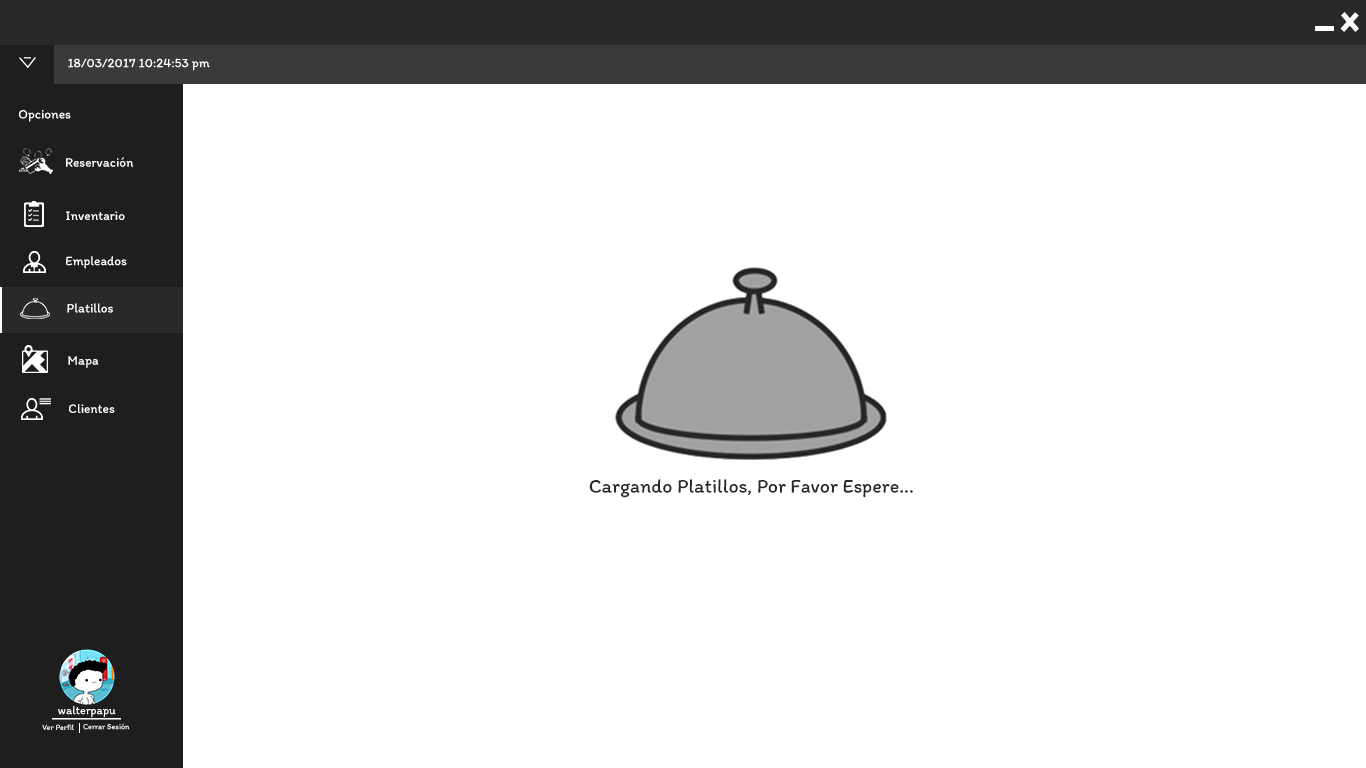 18/03/2017 10:24:53 pm
Opciones
Reservación
Inventario
Empleados
Platillos
Mapa
Clientes
Cargando Platillos, Por Favor Espere...
walterpapu
Ver Perfil | Cerrar Sesión